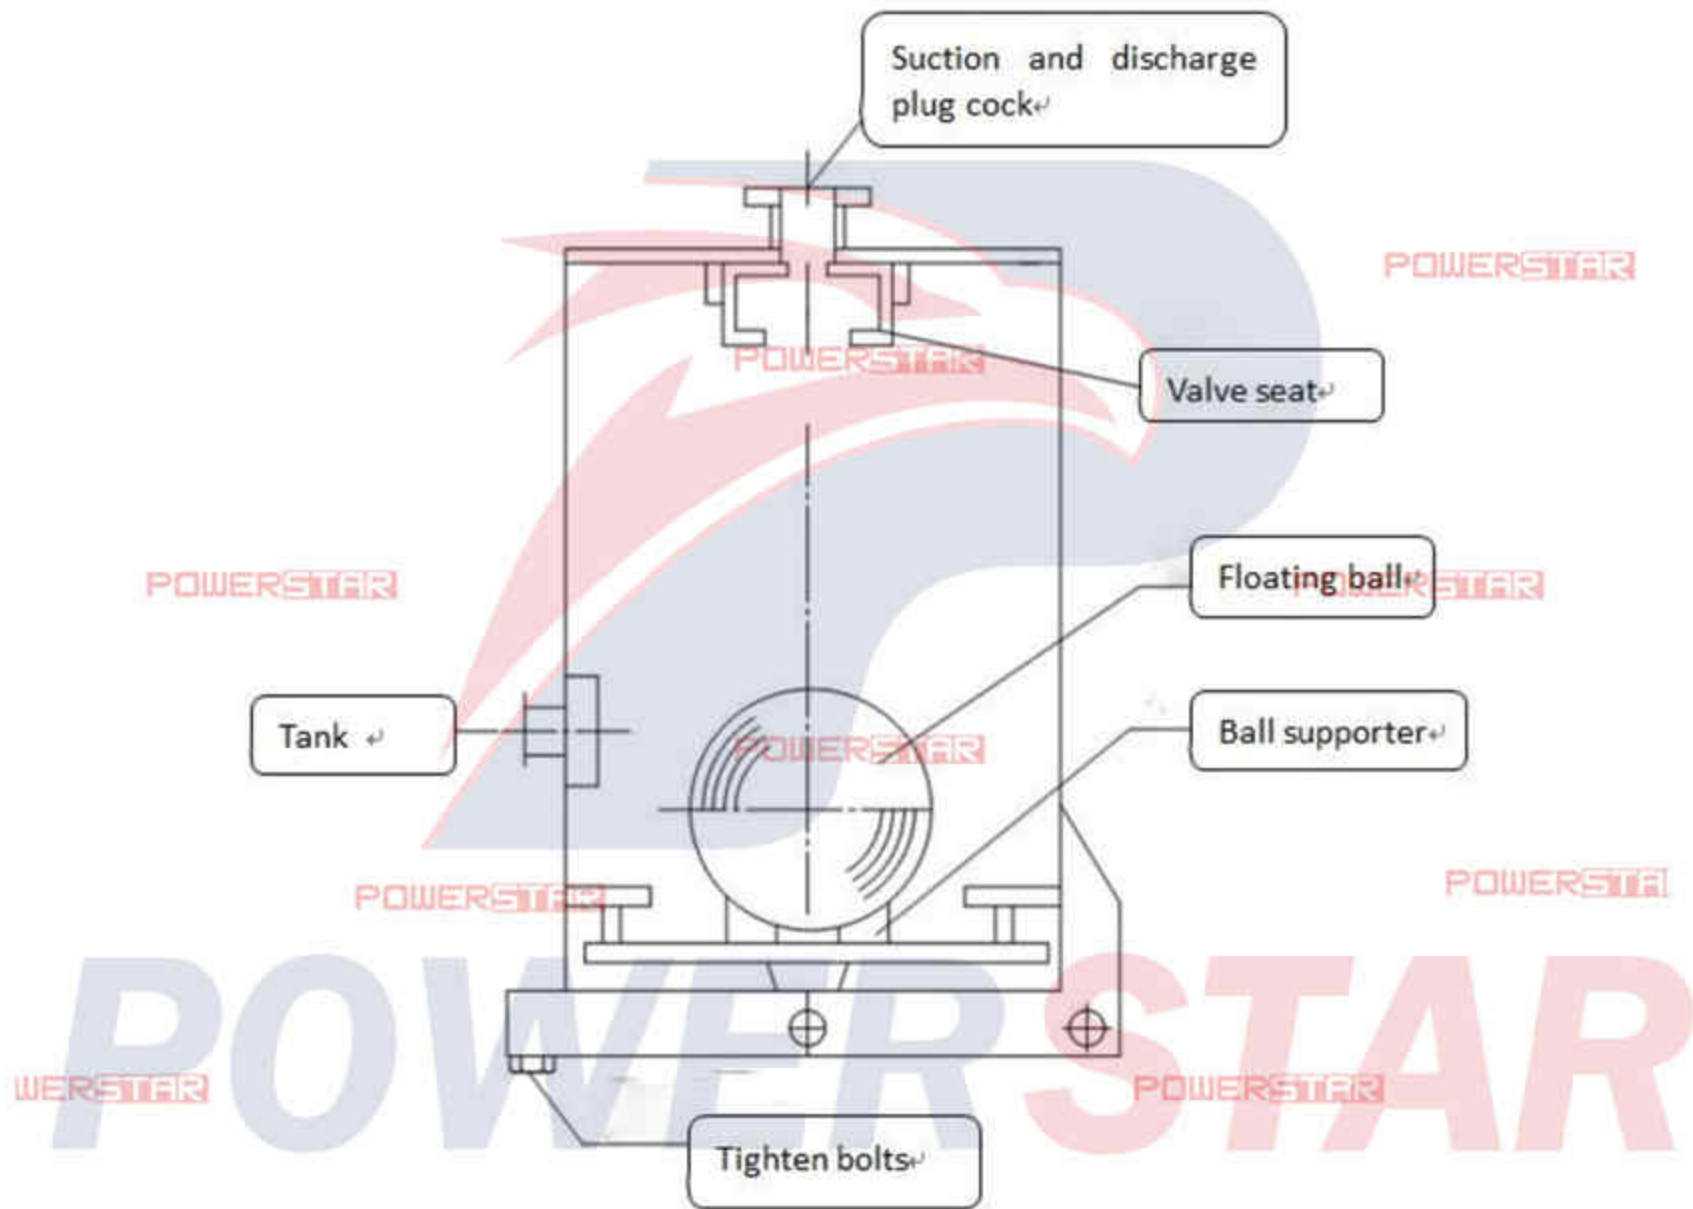 Suction and discharge
plug cock
POWERSTAR
POWERSTAR
Valve seat
Floating ball
POWERSTAR
POWERSTAR
Tank
Ball supporter
POWERSTAR
POWERSTAR
POWERSTA
POWERSTAR
WERSTAR
POWERSTAR
Tighten bolts